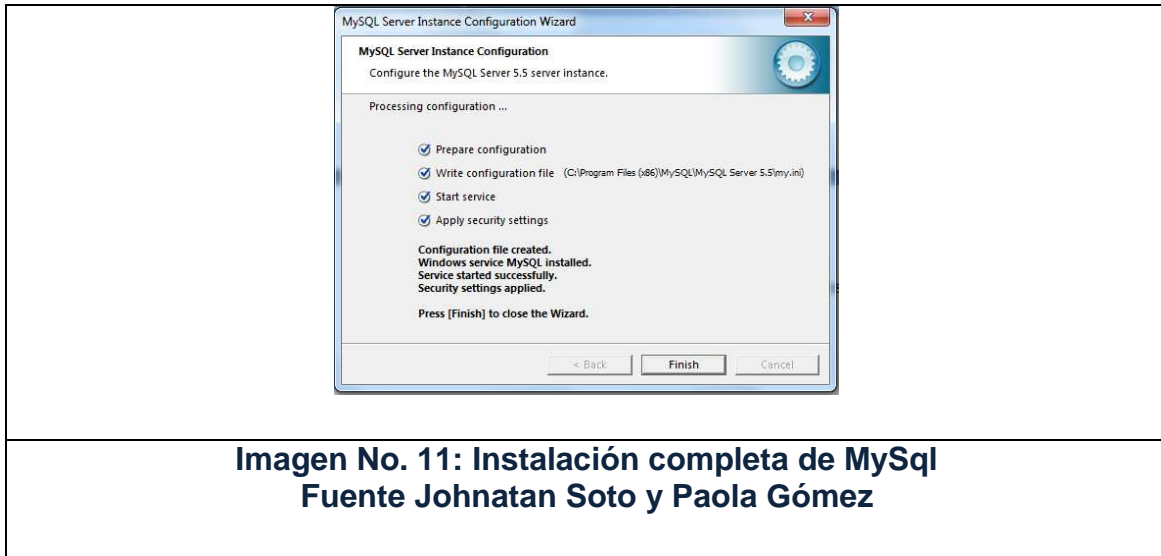 MySQL Server Instance Configuration Wizard
MySQL Server Instance Configuration
Configure the MySQL Server 5.5 server instance.
Processing configuration ...
Prepare configuration
Write configuration file (C:\Program Files (x86)\MySQL\MySQL Server 5.5\my.ini)
Start service
Apply security settings
Configuration file created.
Windows service MySQL installed.
Service started successfully.
Security settings applied.
Press [Finish] to close the Wizard.
< Back Finish Cancel
Imagen No. 11: Instalación completa de MySql
Fuente Johnatan Soto y Paola Gómez